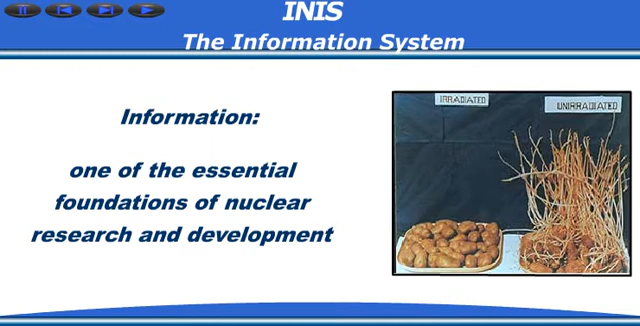 INIS
The Information System
IRRADIATED
UNIRRADIATED
Information:
one of the essential
foundations of nuclear
research and development